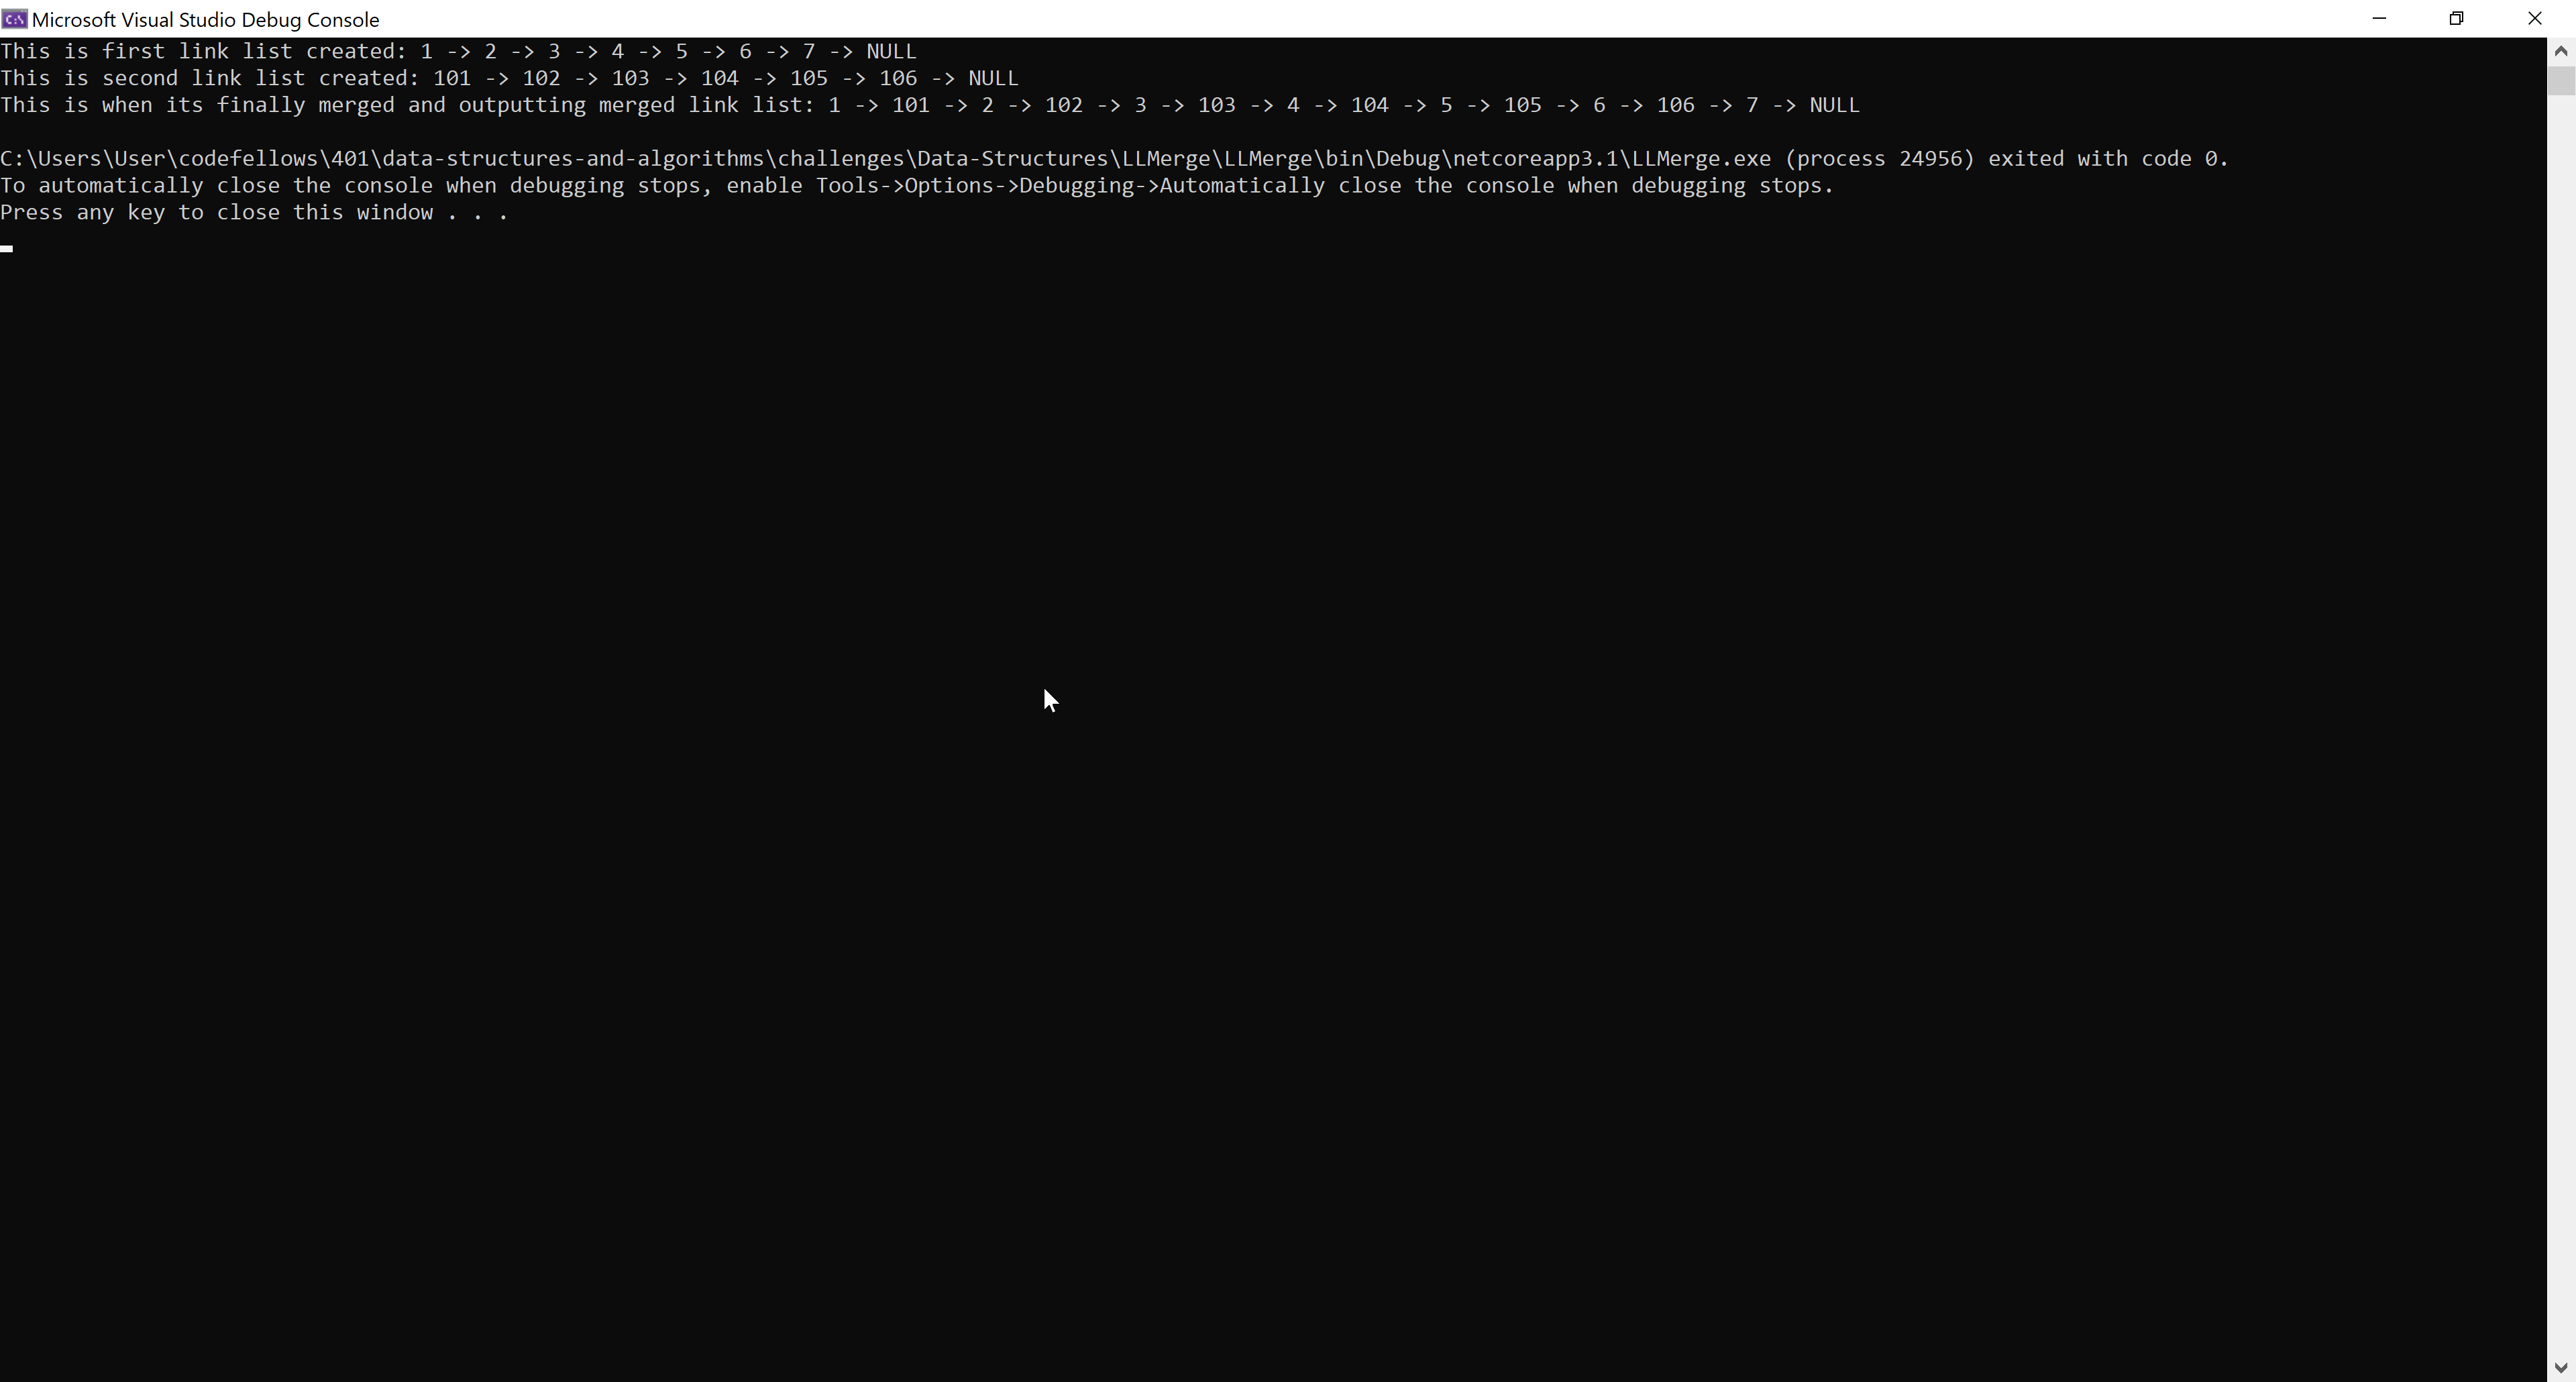 Microsoft Visual Studio Debug Console
This is first link list created: 1 -> 2 -> 3 -> 4 -> 5 -> 6 -> 7 -> NULL
This is second link list created: 101 -> 102 -> 103 -> 104 -> 105 -> 106 -> NULL
This is when its finally merged and outputting merged link list: 1 -> 101 -> 2 -> 102 -> 3 -> 103 -> 4 -> 104 -> 5 -> 105 -> 6 -> 106 -> 7 -> NULL
C:\Users\User\codefellows\401\data-structures-and-algorithms\challenges\Data-Structures\LLMerge\LLMerge\bin\Debug\netcoreapp3.1\LLMerge.exe (process 24956) exited with code 0.
To automatically close the console when debugging stops, enable Tools->Options->Debugging->Automatically close the console when debugging stops.
Press any key to close this window . . .